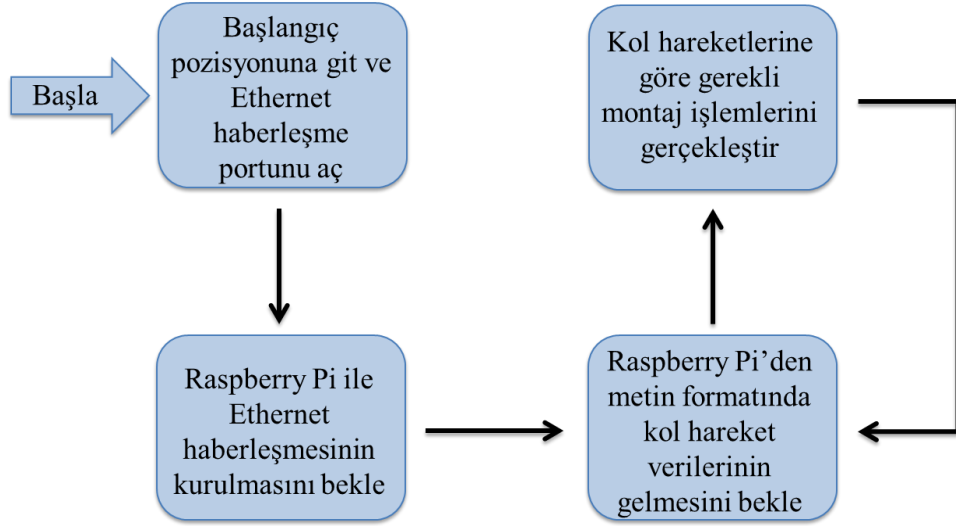 Başla
Başlangıç
pozisyonuna git ve
Ethernet
haberleşme
portunu aç
Raspberry Pi ile
Ethernet
haberleşmesinin
kurulmasını bekle
Raspberry Pi’den
metin formatında
kol hareket
verilerinin
gelmesini bekle
Kol hareketlerine
göre gerekli
montaj işlemlerini
gerçekleştir